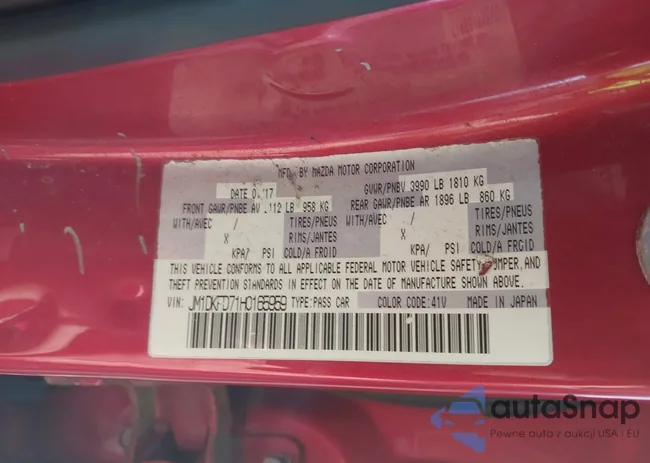 MFD. BY MAZDA MOTOR CORPORATION
DATE 0 '17
GVWR/PNBV 3990 LB 1810 KG
FRONT GAWR/PNBE AV 112 LB 958 KG
REAR GAWR/PNBE AR 1896 LB 860 KG
WITH/AVEC / TIRES/PNEUS WITH/AVEC / TIRES/PNEUS
X RIMS/JANTES X RIMS/JANTES
KPA/ PSI COLD/A FROID KPA/ PSI COLD/A FROID
THIS VEHICLE CONFORMS TO ALL APPLICABLE FEDERAL MOTOR VEHICLE SAFETY, BUMPER, AND
THEFT PREVENTION STANDARDS IN EFFECT ON THE DATE OF MANUFACTURE SHOWN ABOVE.
VIN: JM1DKFD71H0165959 TYPE:PASS CAR COLOR CODE:41V MADE IN JAPAN
autaSnap
Pewne auta z aukcji USA i EU